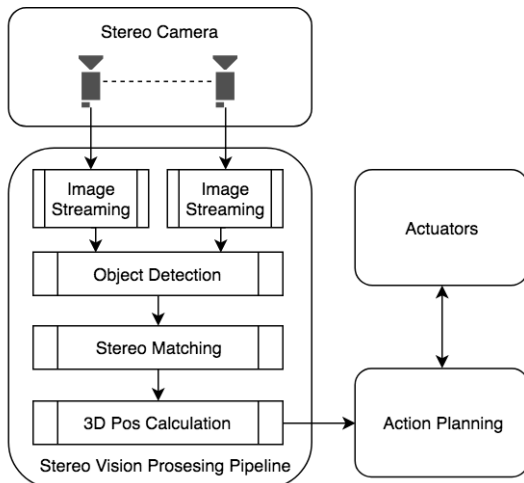 Stereo Camera
Image
Streaming
Image
Streaming
Object Detection
Stereo Matching
3D Pos Calculation
Stereo Vision Prosesing Pipeline
Actuators
Action Planning